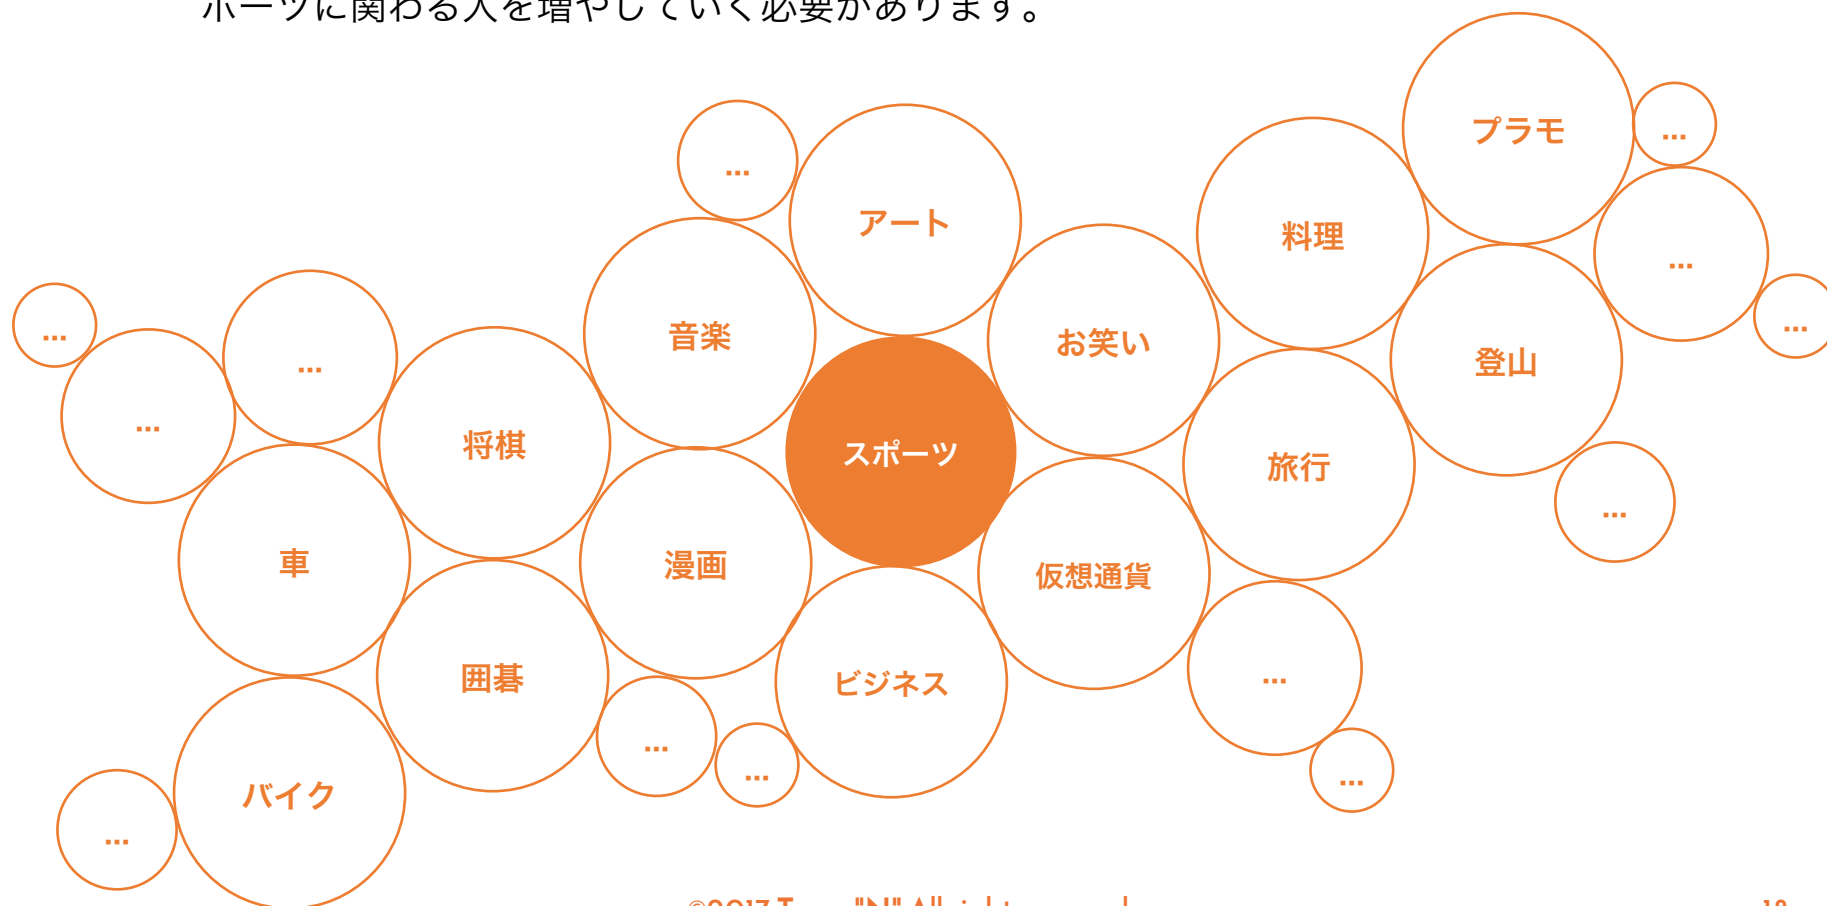 ポーツに関わる人を増やしていく必要があります。
プラモ
...
...
アート
料理
...
音楽
お笑い
登山
...
...
...
...
将棋
スポーツ
旅行
...
...
車
漫画
仮想通貨
囲碁
ビジネス
...
...
...
バイク
...
...
18